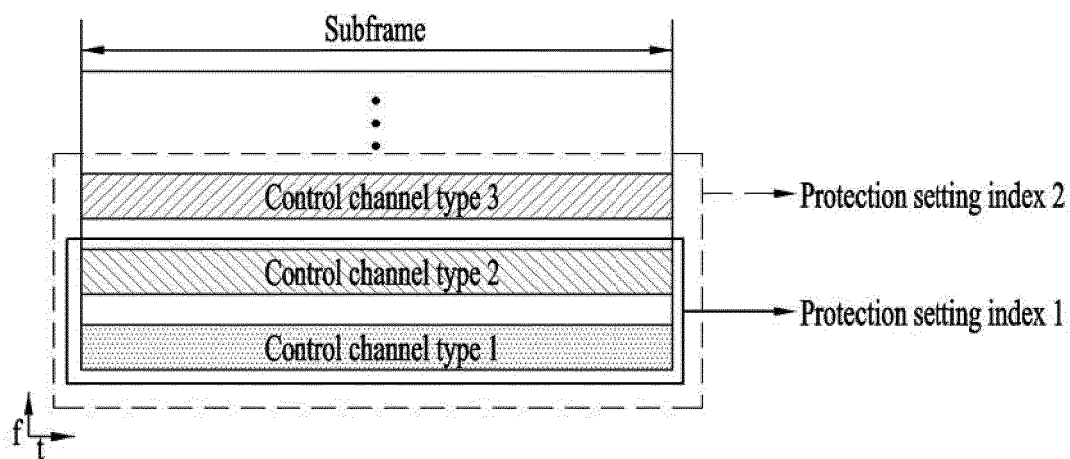 Subframe
Control channel type 3
Protection setting index 2
Control channel type 2
Protection setting index 1
Control channel type 1
f
t